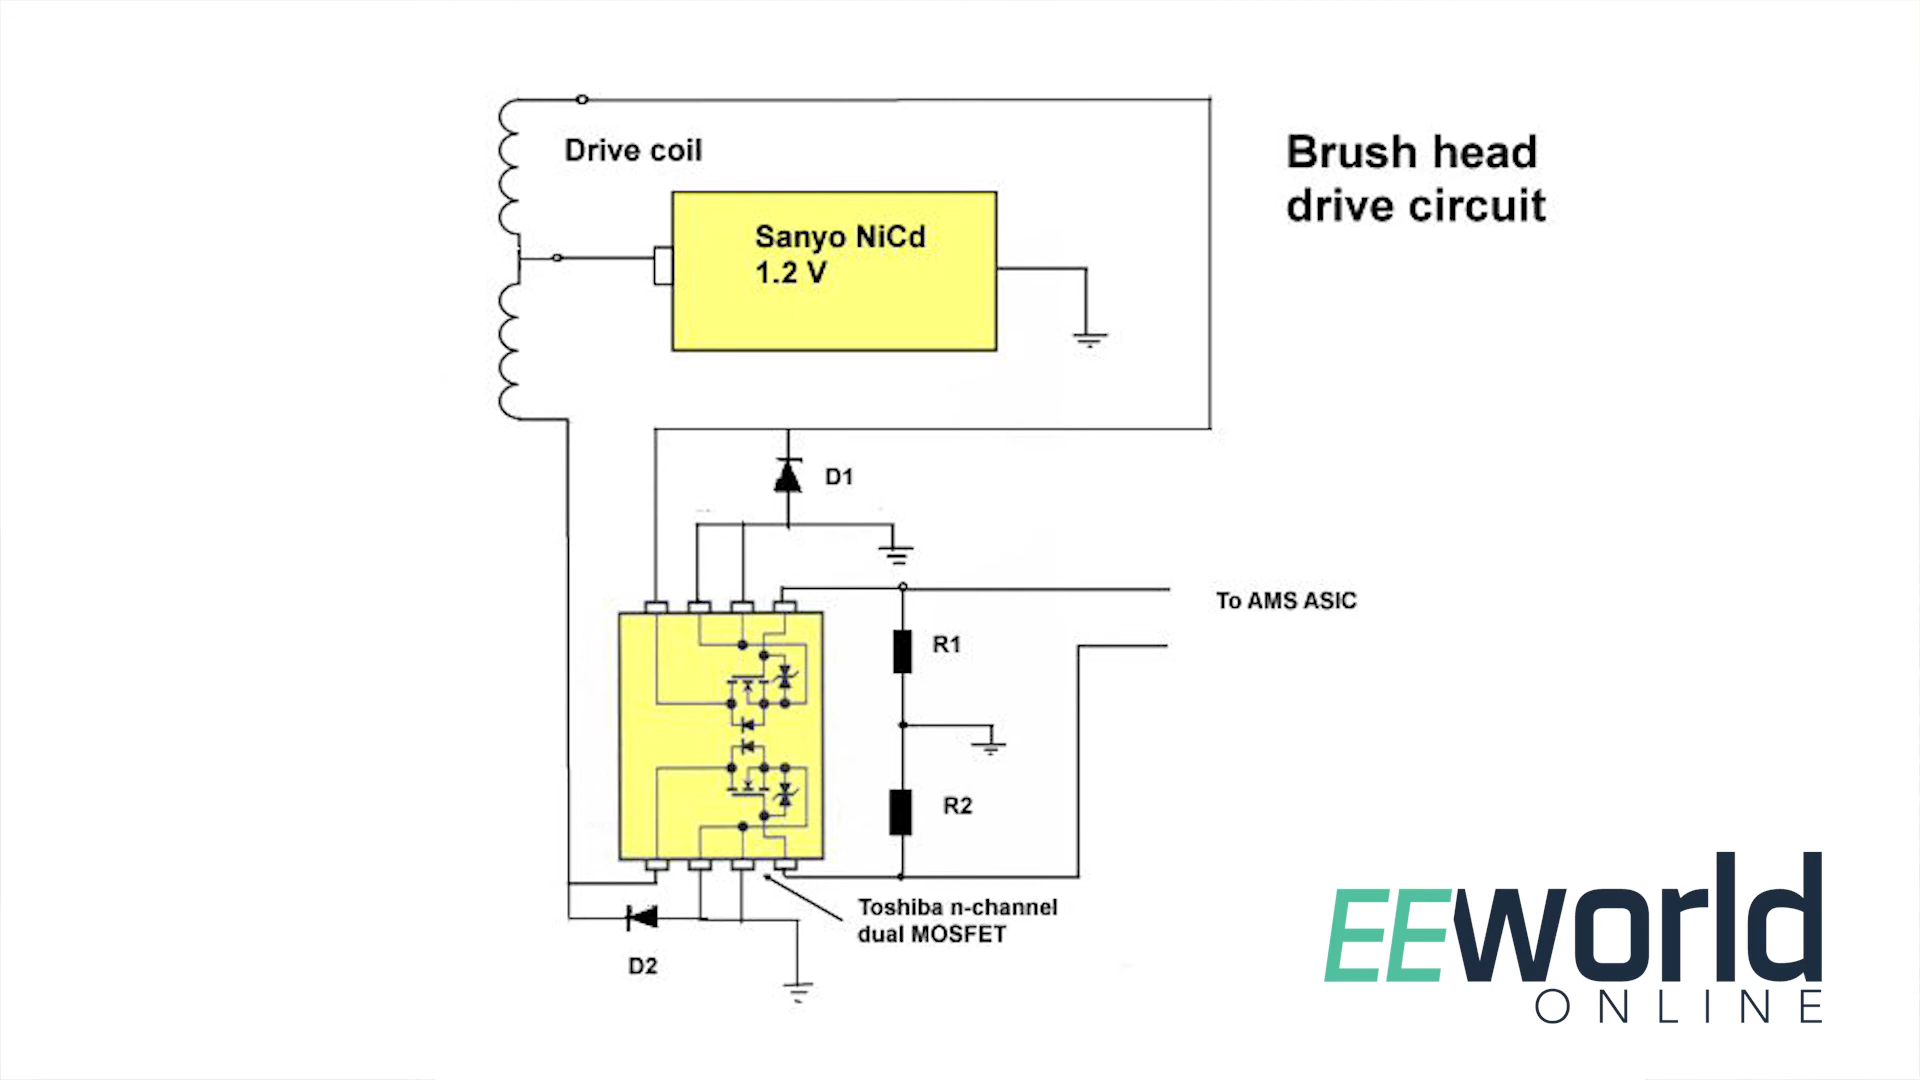 Drive coil
Brush head
drive circuit
Sanyo NiCd
1.2 V
D1
To AMS ASIC
R1
R2
Toshiba n-channel
dual MOSFET
D2
EEWorld
ONLINE